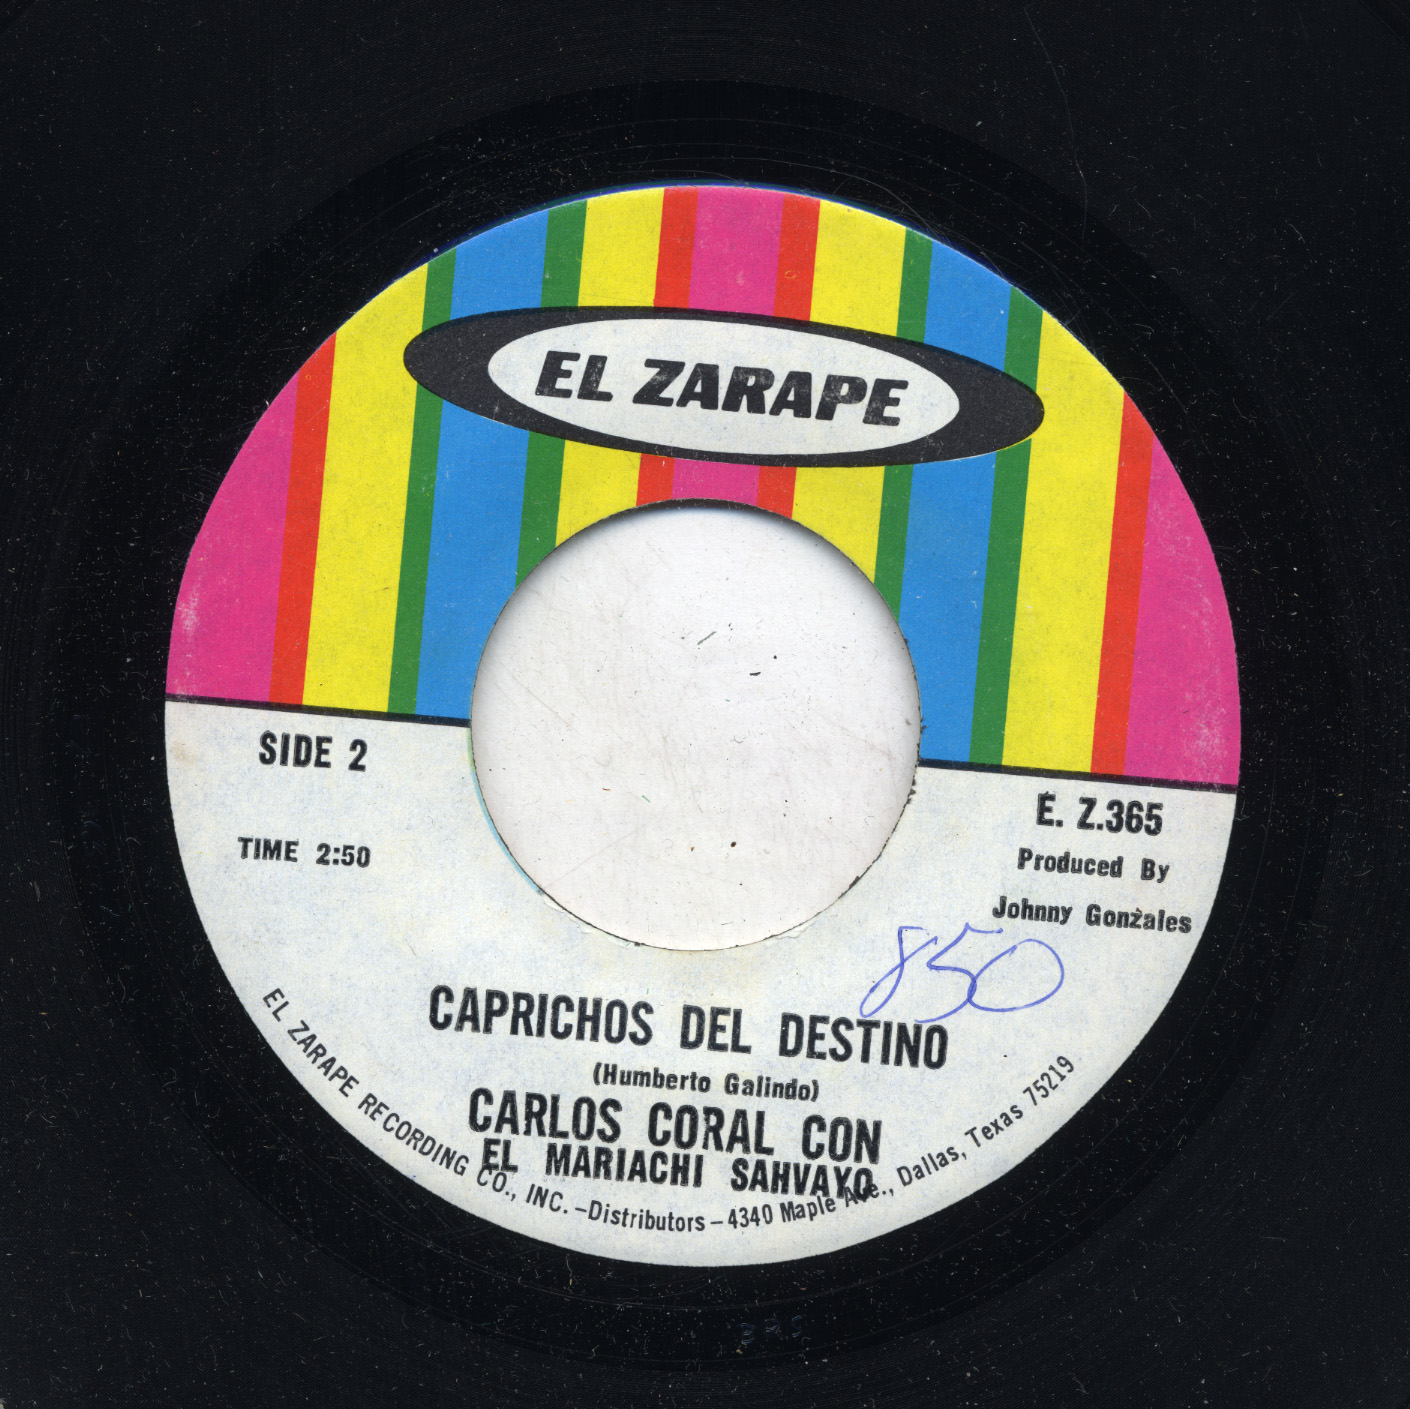 EL ZARAPE
SIDE 2
TIME 2:50
E. Z.365
Produced By
Johnny Gonzales
850
CAPRICHOS DEL DESTINO
(Humberto Galindo)
CARLOS CORAL CON
EL MARIACHI SAHVAYO
EL ZARAPE RECORDING CO., INC. –Distributors – 4340 Maple Ave., Dallas, Texas 75219